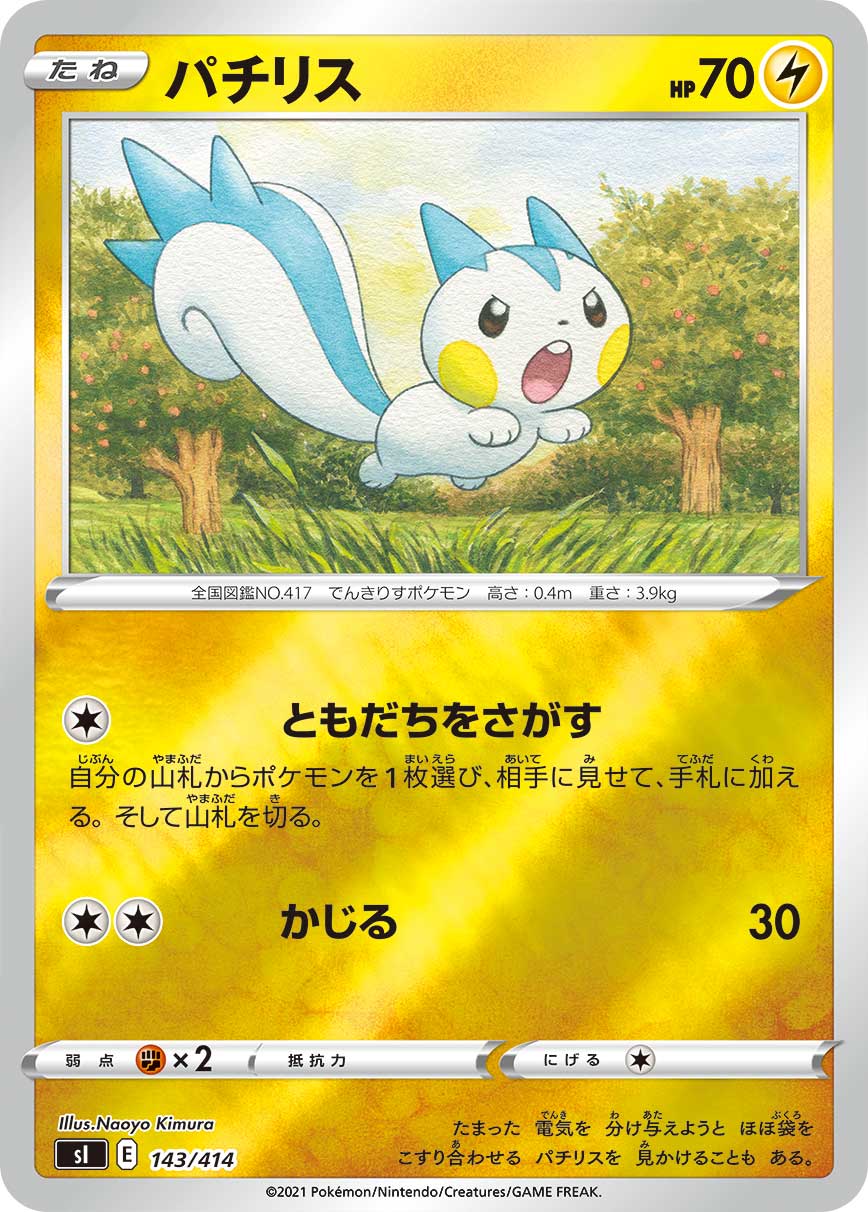 たね パチリス HP70
全国図鑑NO.417 でんきりすポケモン 高さ:0.4m 重さ:3.9kg
ともだちをさがす
自分の山札からポケモンを1枚選び、相手に見せて、手札に加え
る。そして山札を切る。
かじる 30
弱点 ×2 抵抗力 にげる
Illus.Naoyo Kimura
たまった 電気を 分け与えようと ほほ袋を
こすり合わせる パチリスを 見かけることも ある。
sI E 143/414
©2021 Pokémon/Nintendo/Creatures/GAME FREAK.